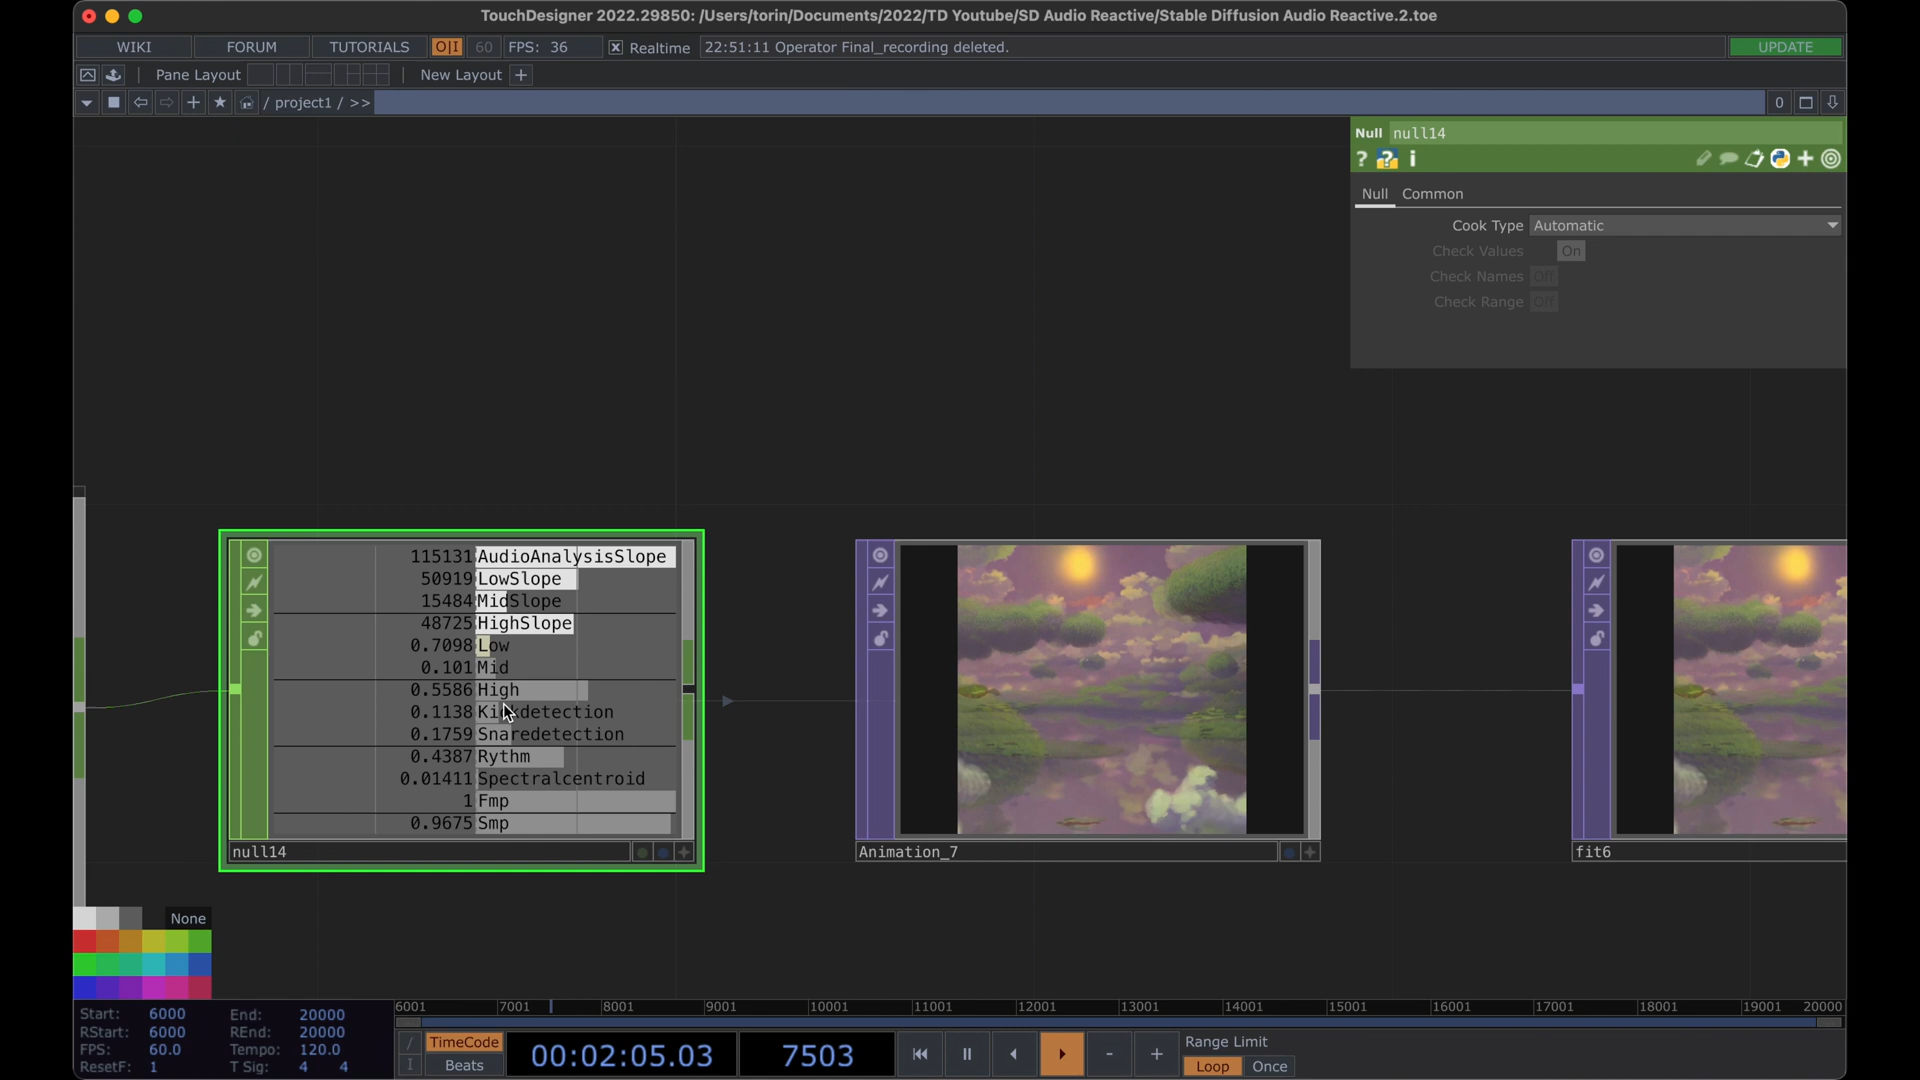 TouchDesigner 2022.29850: /Users/torin/Documents/2022/TD Youtube/SD Audio Reactive/Stable Diffusion Audio Reactive.2.toe
WIKI FORUM TUTORIALS O|I 60 FPS: 36 Realtime 22:51:11 Operator Final_recording deleted. UPDATE
Pane Layout New Layout +
/ project1 / >> 0
Null null14
? ? i
Null Common
Cook Type Automatic
Check Values On
Check Names Off
Check Range Off
115131 AudioAnalysisSlope
50919 LowSlope
15484 MidSlope
48725 HighSlope
0.7098 Low
0.101 Mid
0.5586 High
0.1138 Kickdetection
0.1759 Snaredetection
0.4387 Rythm
0.01411 Spectralcentroid
1 Fmp
0.9675 Smp
null14 Animation_7 fit6
None
6001 7001 8001 9001 10001 11001 12001 13001 14001 15001 16001 17001 18001 19001 20000
Start: 6000 End: 20000
RStart: 6000 REnd: 20000
FPS: 60.0 Tempo: 120.0
ResetF: 1 T Sig: 4 4
TimeCode
Beats
00:02:05.03 7503 - +
Range Limit
Loop Once